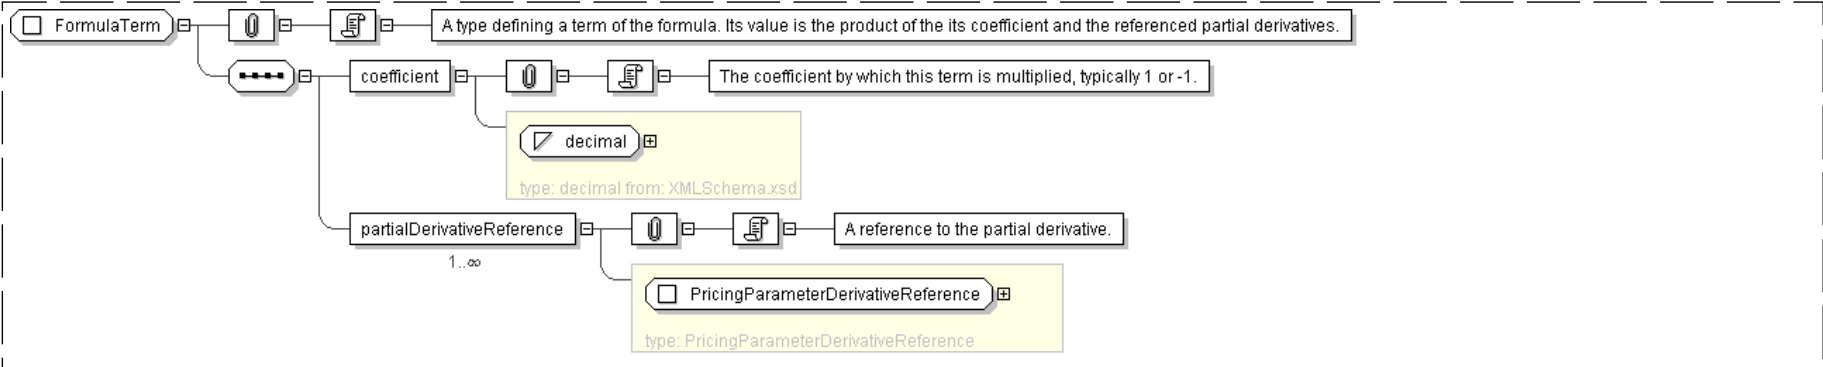 FormulaTerm
A type defining a term of the formula. Its value is the product of the its coefficient and the referenced partial derivatives.
coefficient
The coefficient by which this term is multiplied, typically 1 or -1.
decimal
type: decimal from: XMLSchema.xsd
partialDerivativeReference
A reference to the partial derivative.
1..∞
PricingParameterDerivativeReference
type: PricingParameterDerivativeReference